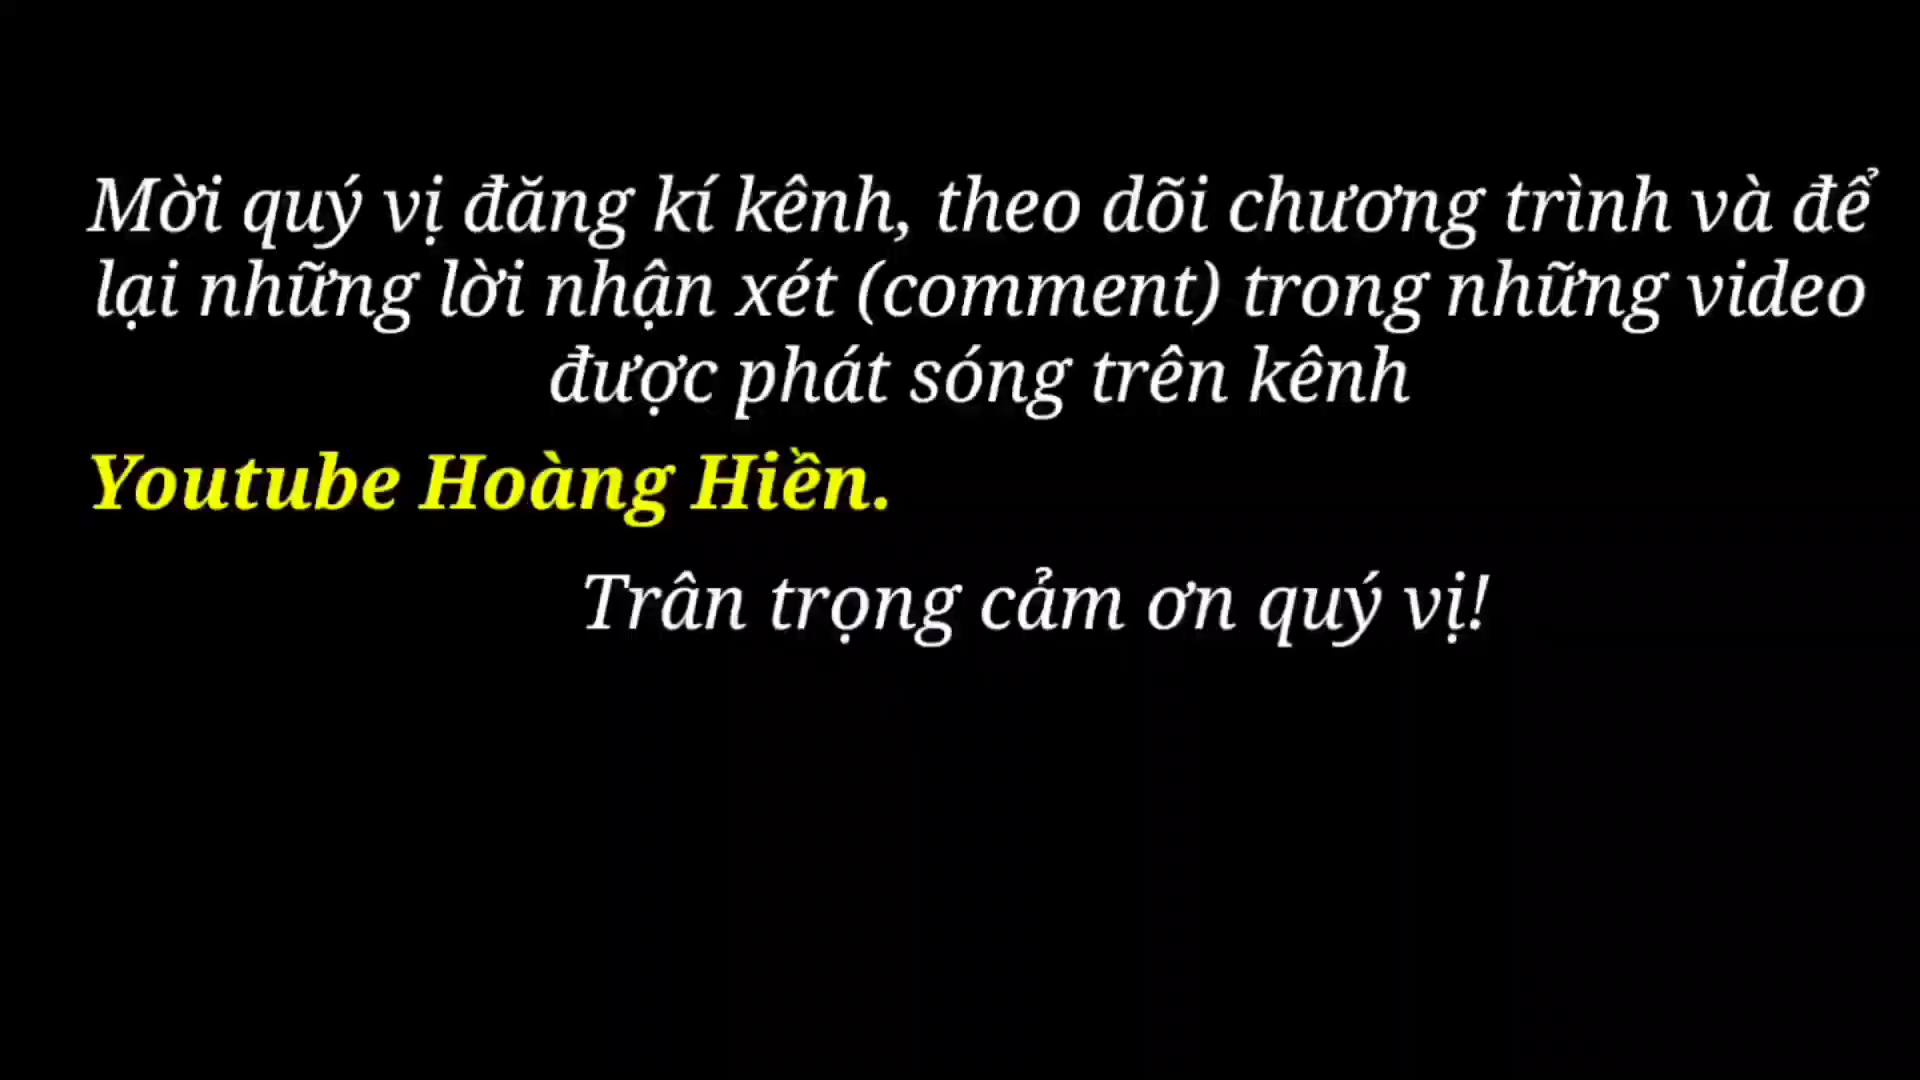 Mời quý vị đăng kí kênh, theo dõi chương trình và để
lại những lời nhận xét (comment) trong những video
được phát sóng trên kênh
Youtube Hoàng Hiền.
Trân trọng cảm ơn quý vị!